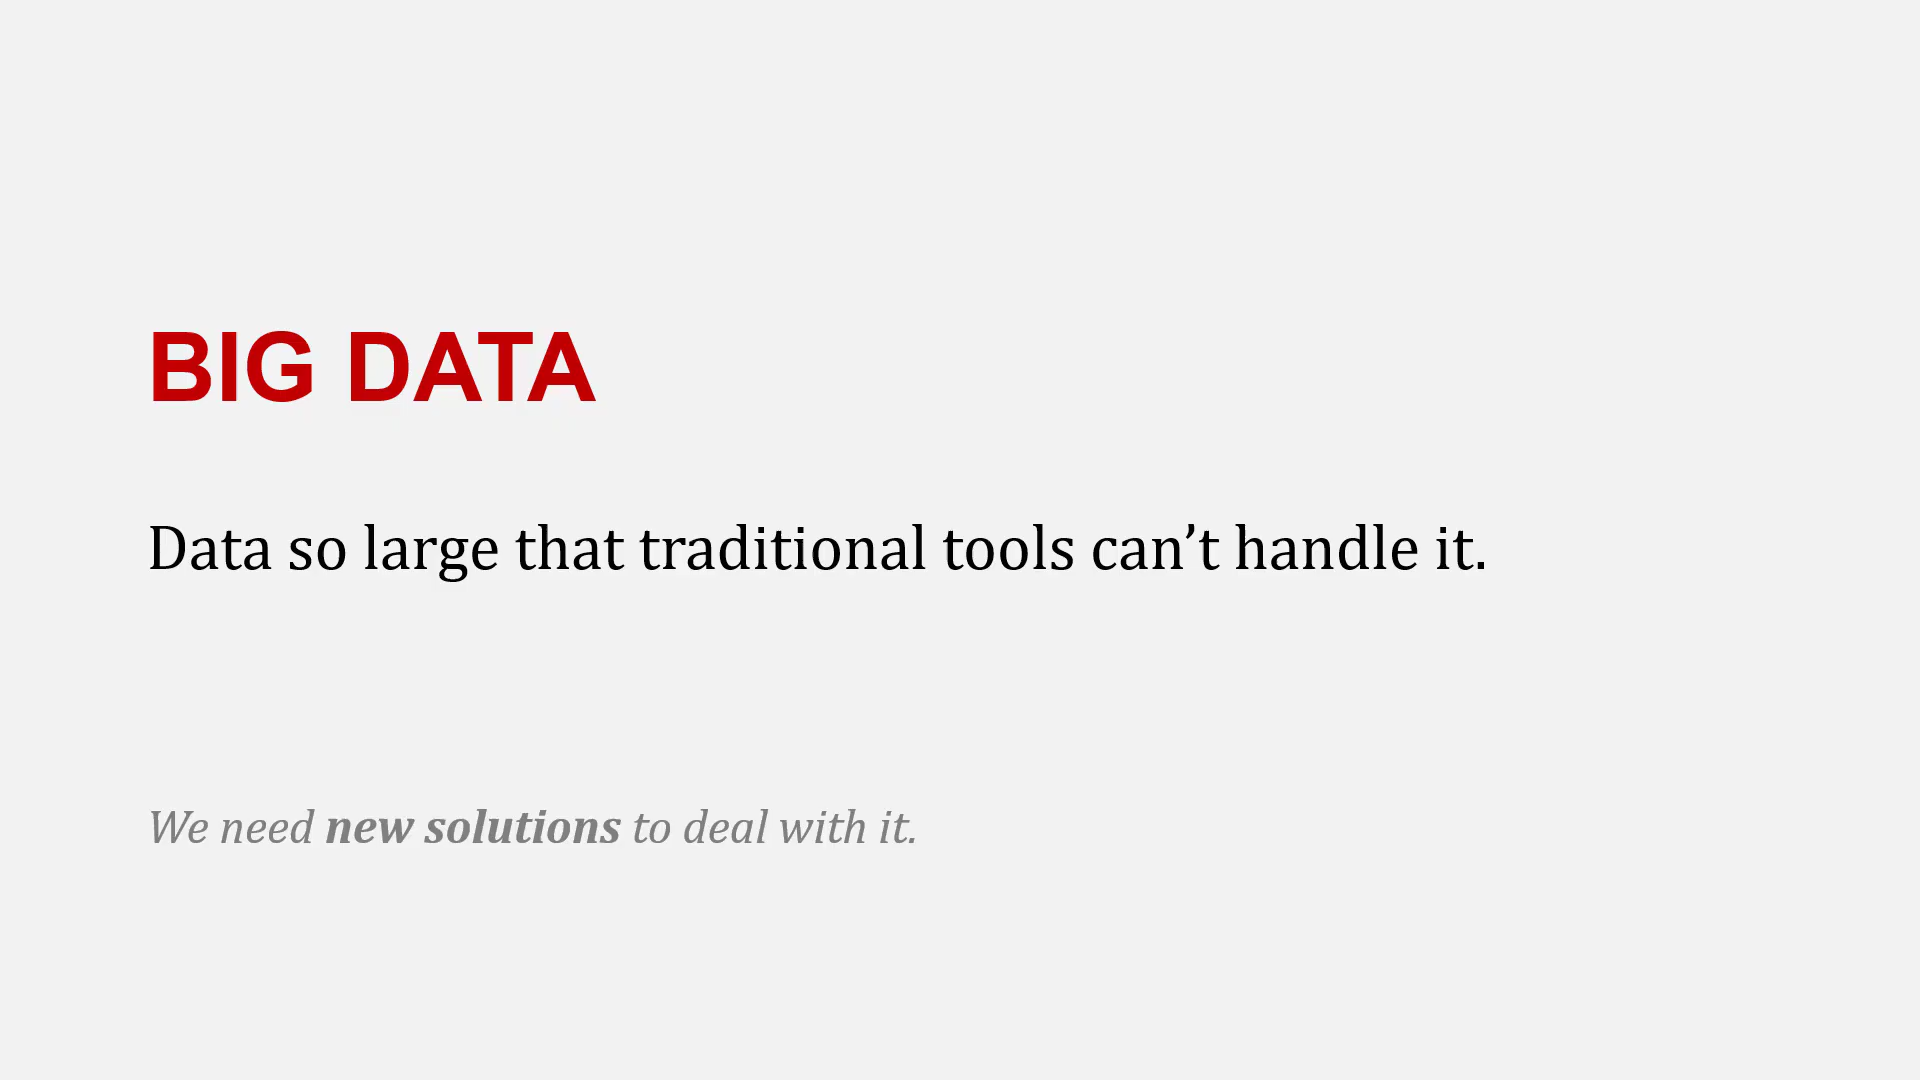 BIG DATA
Data so large that traditional tools can’t handle it.
We need new solutions to deal with it.